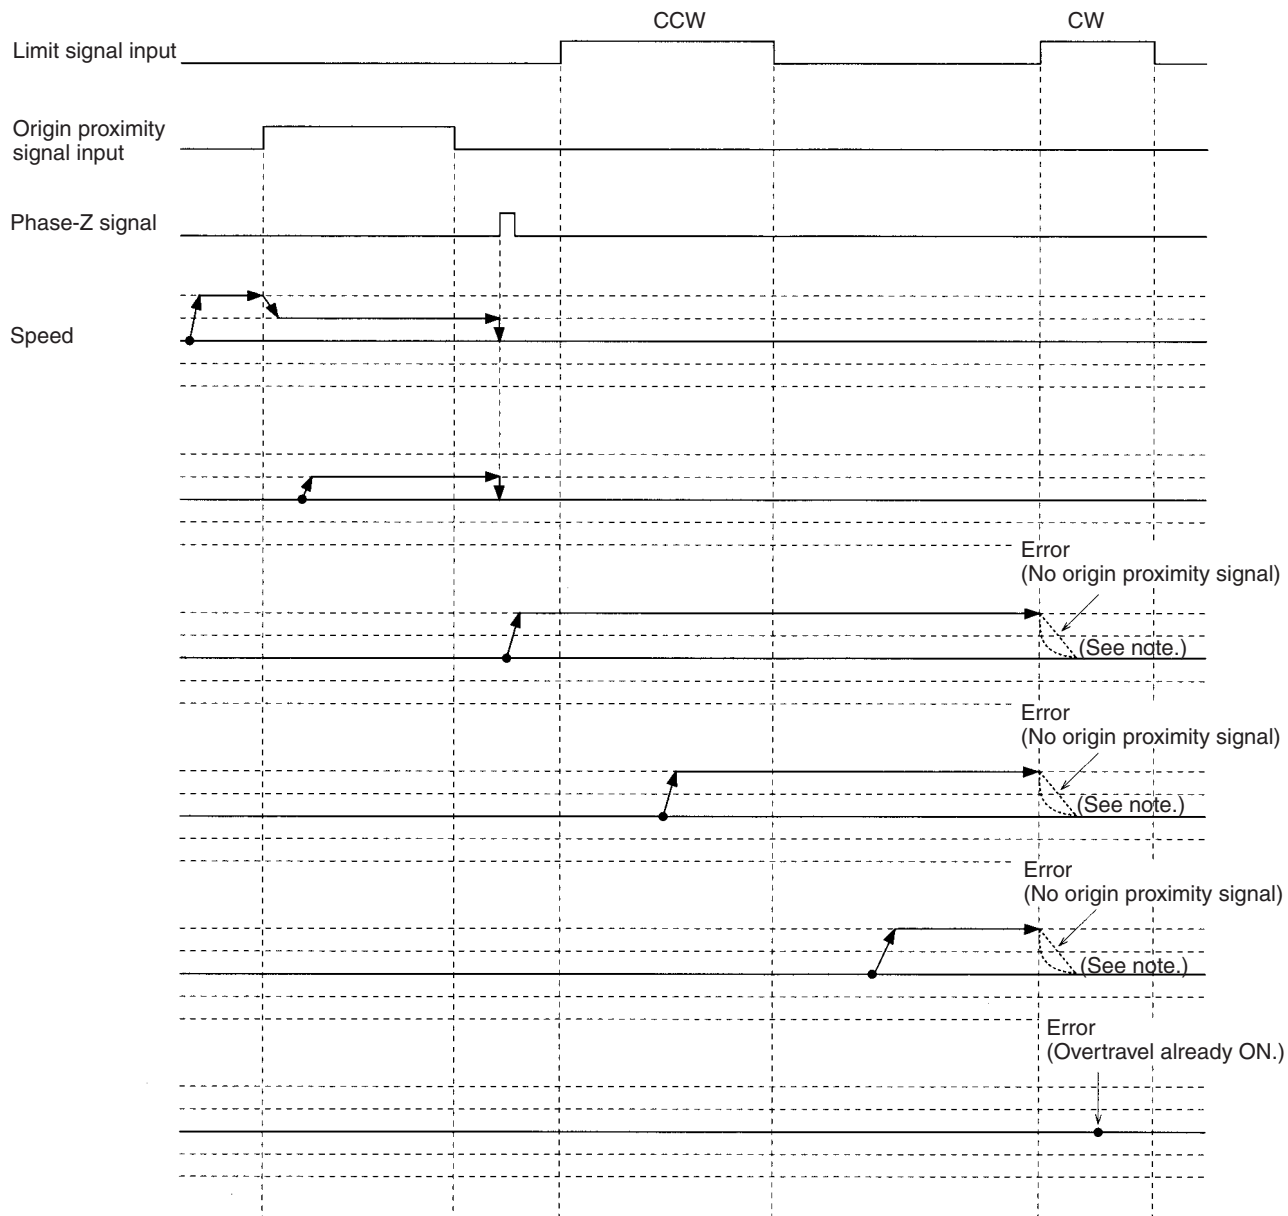 CCW
CW
Limit signal input
Origin proximity
signal input
Phase-Z signal
Speed
Error
(No origin proximity signal)
(See note.)
Error
(No origin proximity signal)
(See note.)
Error
(No origin proximity signal)
(See note.)
Error
(Overtravel already ON.)